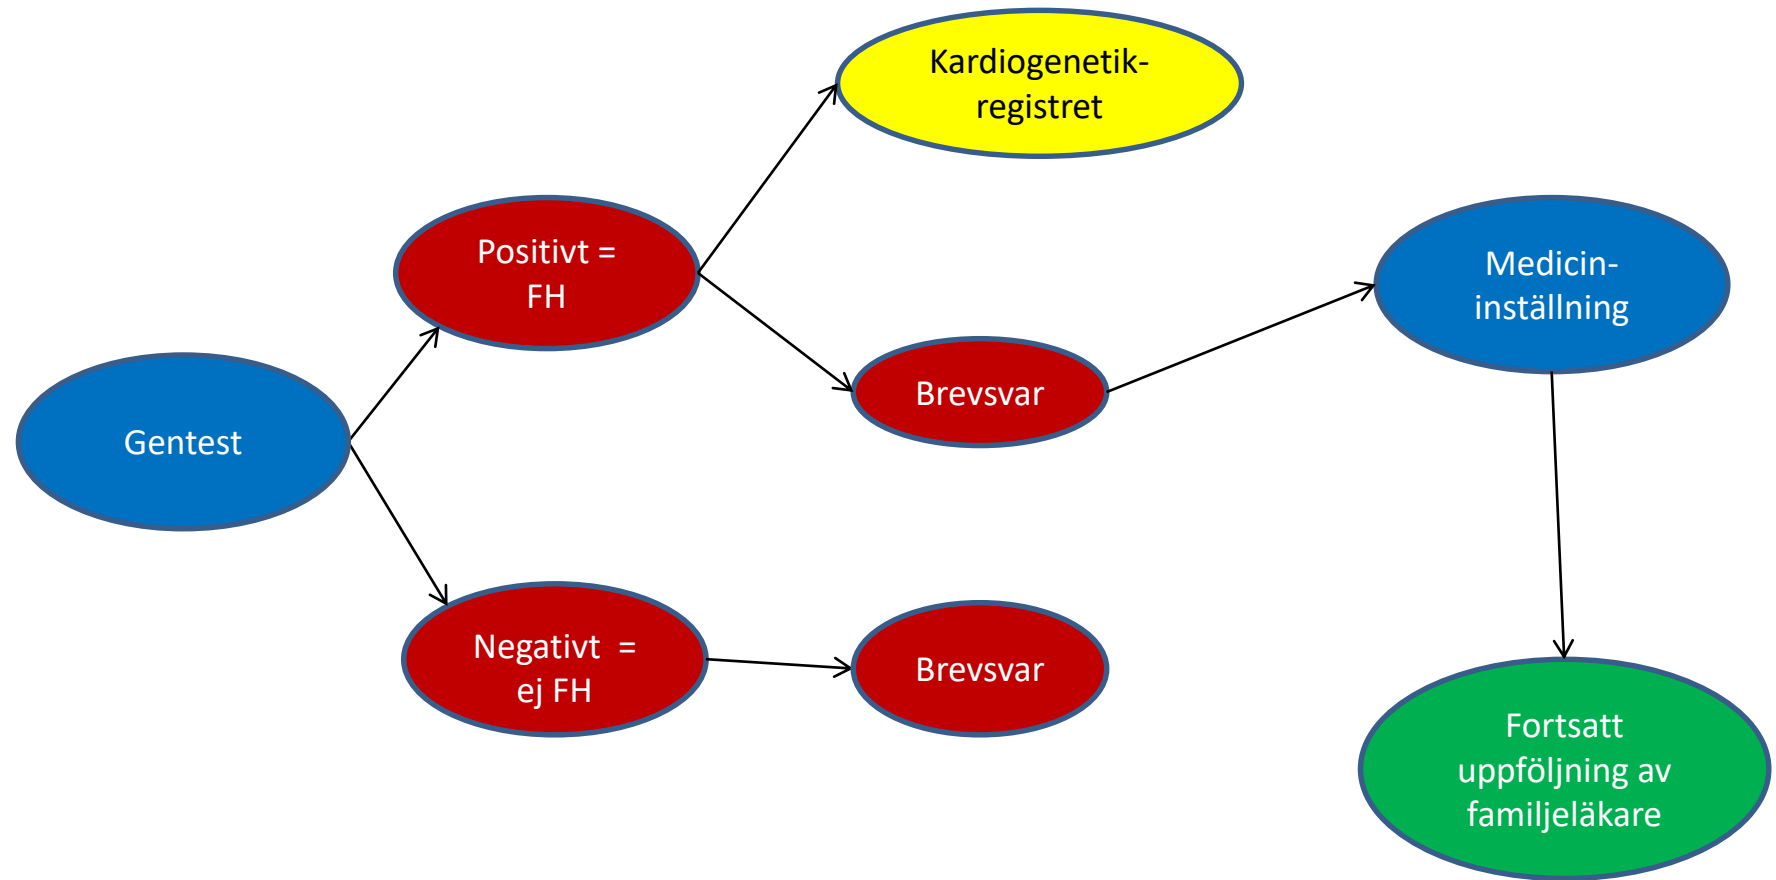 Kardiogenetik-
registret
Positivt =
FH
Medicin-
inställning
Brevsvar
Gentest
Negativt  =
ej FH
Brevsvar
Fortsatt
uppföljning av
familjeläkare